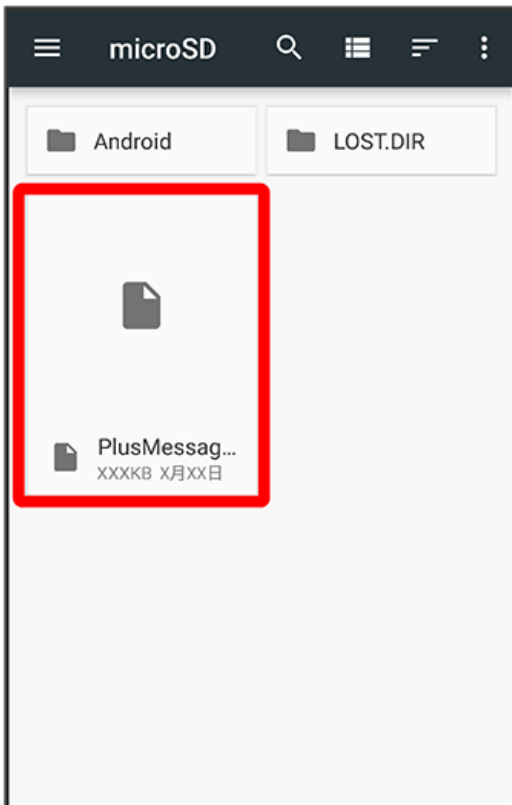 microSD
Android
LOST.DIR
PlusMessag...
XXXKB X月XX日